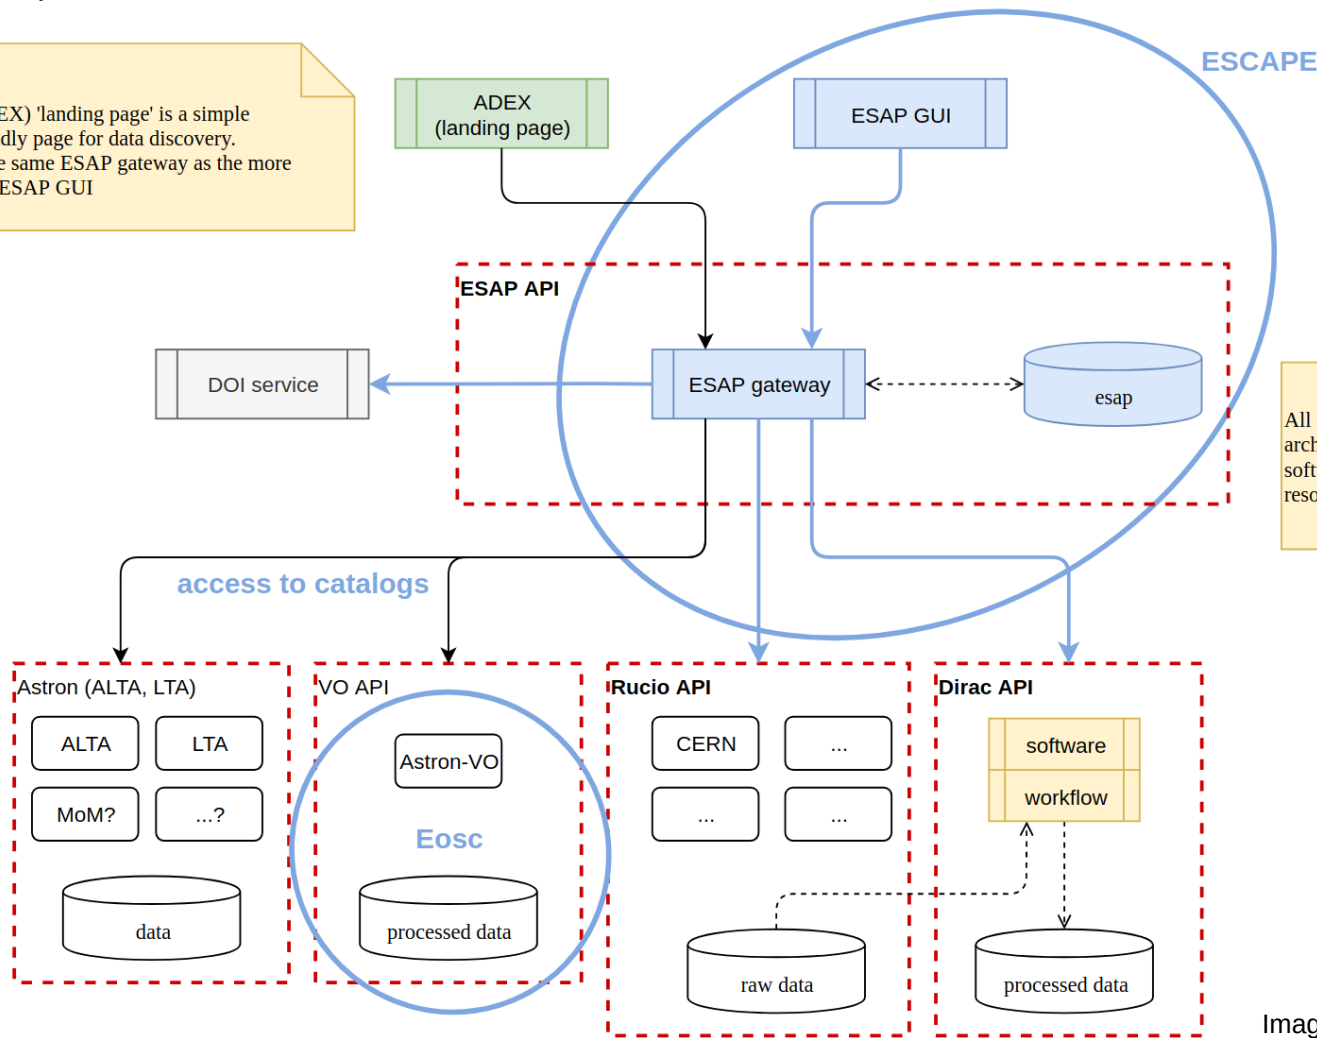 ESCAPE
EX) 'landing page' is a simple
dly page for data discovery.
e same ESAP gateway as the more
ESAP GUI
ADEX
(landing page)
ESAP GUI
ESAP API
DOI service
ESAP gateway
esap
All
arch
soft
reso
access to catalogs
Astron (ALTA, LTA)
ALTA
LTA
MoM?
...?
data
VO API
Astron-VO
Eosc
processed data
Rucio API
CERN
...
...
...
raw data
Dirac API
software
workflow
processed data
Imag